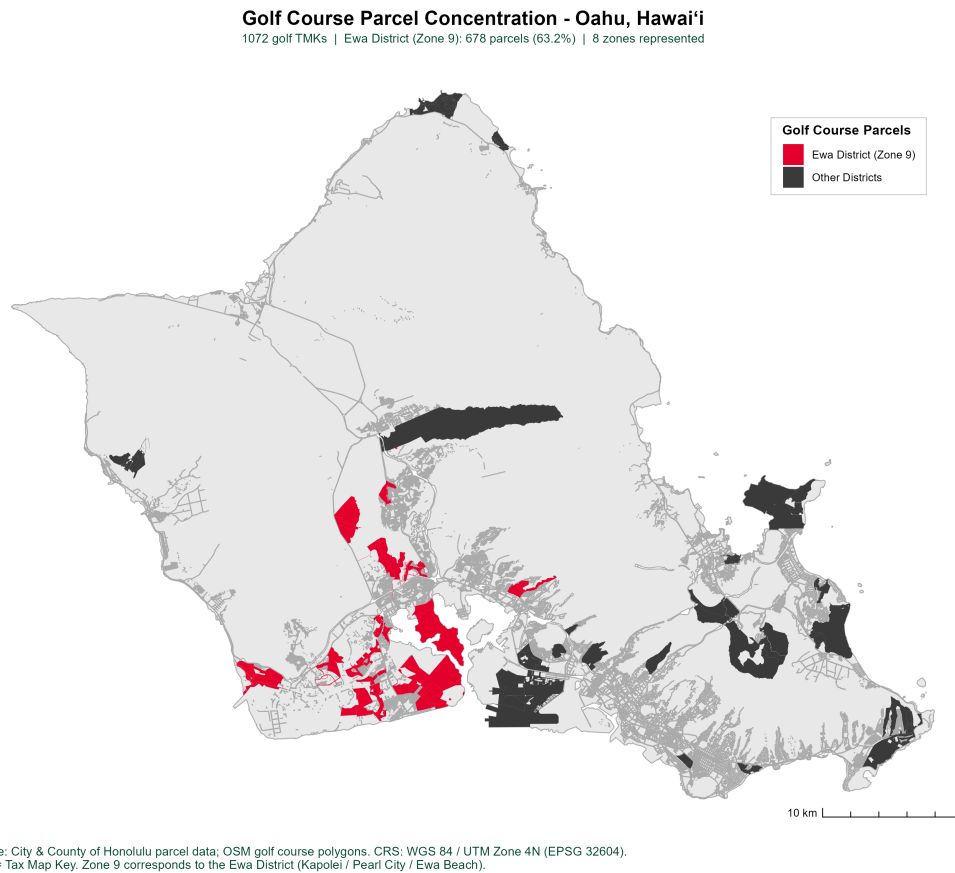 Golf Course Parcel Concentration - Oahu, Hawaiʻi
1072 golf TMKs | Ewa District (Zone 9): 678 parcels (63.2%) | 8 zones represented
Golf Course Parcels
Ewa District (Zone 9)
Other Districts
10 km
e: City & County of Honolulu parcel data; OSM golf course polygons. CRS: WGS 84 / UTM Zone 4N (EPSG 32604).
= Tax Map Key. Zone 9 corresponds to the Ewa District (Kapolei / Pearl City / Ewa Beach).